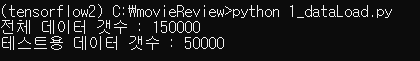 (tensorflow2) C:\movieReview>python 1_dataLoad.py
전체 데이터 갯수 : 150000
테스트용 데이터 갯수 : 50000